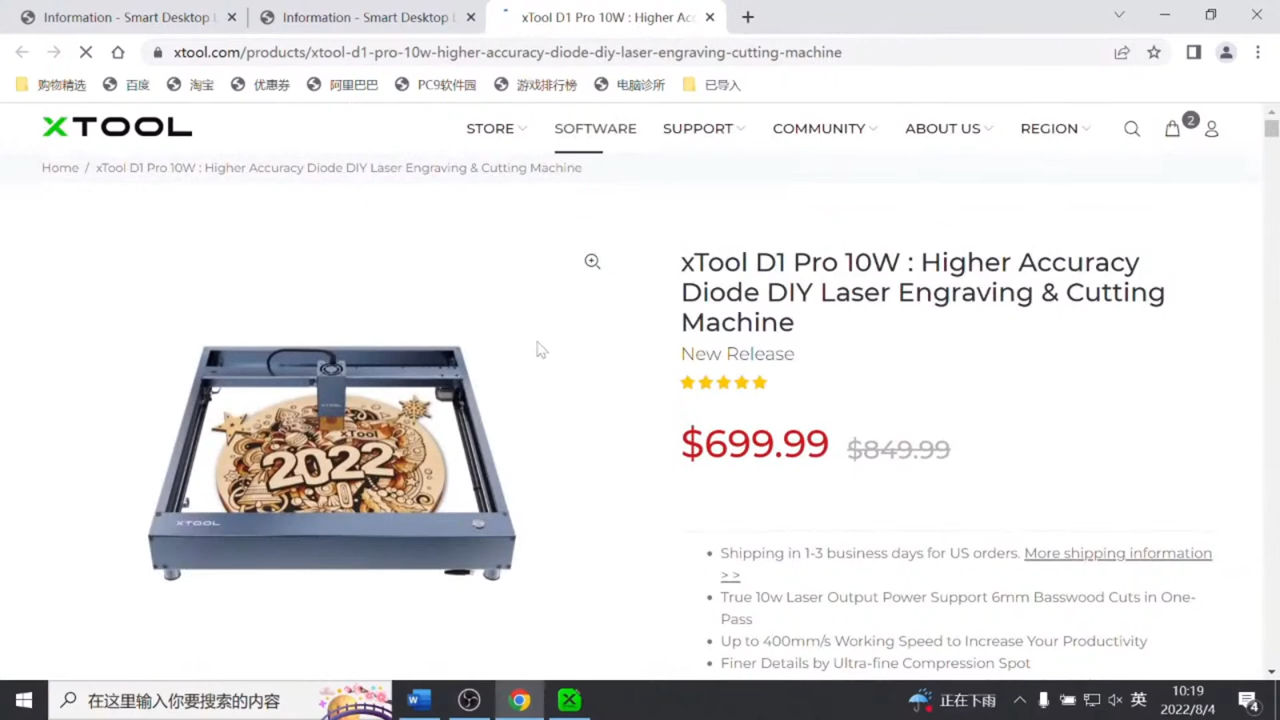 Information - Smart Desktop L
Information - Smart Desktop L
xTool D1 Pro 10W : Higher Acc
xtool.com/products/xtool-d1-pro-10w-higher-accuracy-diode-diy-laser-engraving-cutting-machine
购物精选 百度 淘宝 优惠券 阿里巴巴 PC9软件园 游戏排行榜 电脑诊所 已导入
XTOOL
STORE SOFTWARE SUPPORT COMMUNITY ABOUT US REGION 2
Home / xTool D1 Pro 10W : Higher Accuracy Diode DIY Laser Engraving & Cutting Machine
xTool D1 Pro 10W : Higher Accuracy
Diode DIY Laser Engraving & Cutting
Machine
New Release
$699.99 $849.99
xTool
2022
XTOOL
Shipping in 1-3 business days for US orders. More shipping information
> >
True 10w Laser Output Power Support 6mm Basswood Cuts in One-
Pass
Up to 400mm/s Working Speed to Increase Your Productivity
Finer Details by Ultra-fine Compression Spot
在这里输入你要搜索的内容
正在下雨
英
10:19
2022/8/4
4